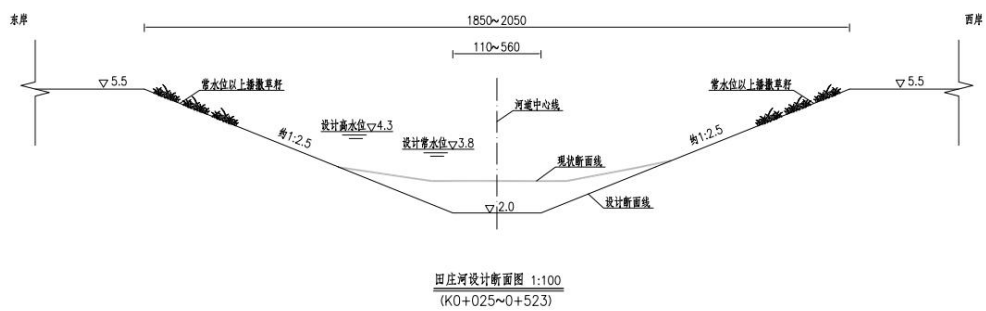 东岸
1850~2050
西岸
110~560
5.5
常水位以上播撒草籽
常水位以上播撒草籽
5.5
河道中心线
设计高水位 4.3
约1:2.5
设计常水位 3.8
约1:2.5
现状断面线
设计断面线
2.0
田庄河设计断面图 1:100
(K0+025~0+523)